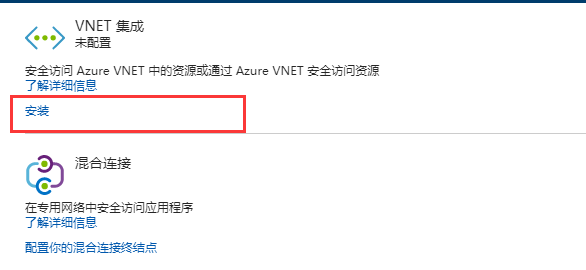 VNET 集成
未配置
安全访问 Azure VNET 中的资源或通过 Azure VNET 安全访问资源
了解详细信息
安装
混合连接
在专用网络中安全访问应用程序
了解详细信息
配置你的混合连接终结点